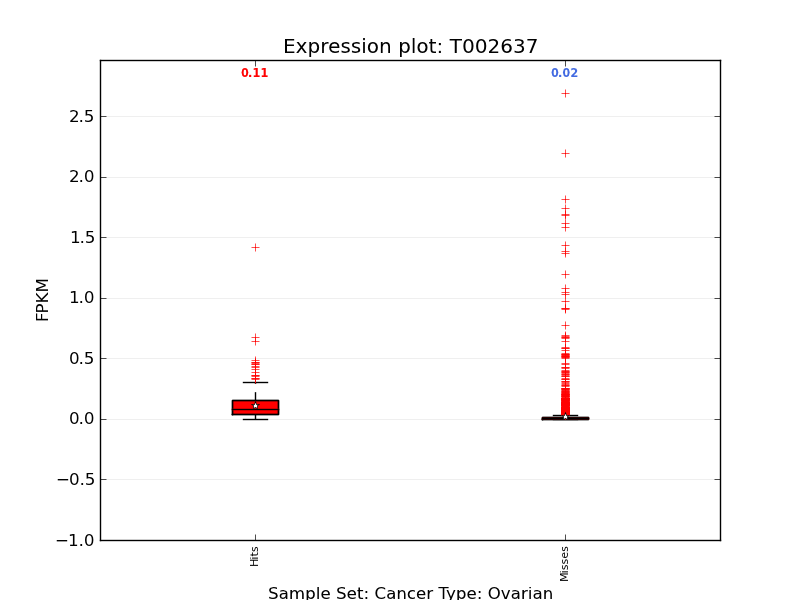 Expression plot: T002637
0.11
0.02
2.5
2.0
1.5
1.0
0.5
0.0
−0.5
−1.0
FPKM
Hits
Misses
Sample Set: Cancer Type: Ovarian